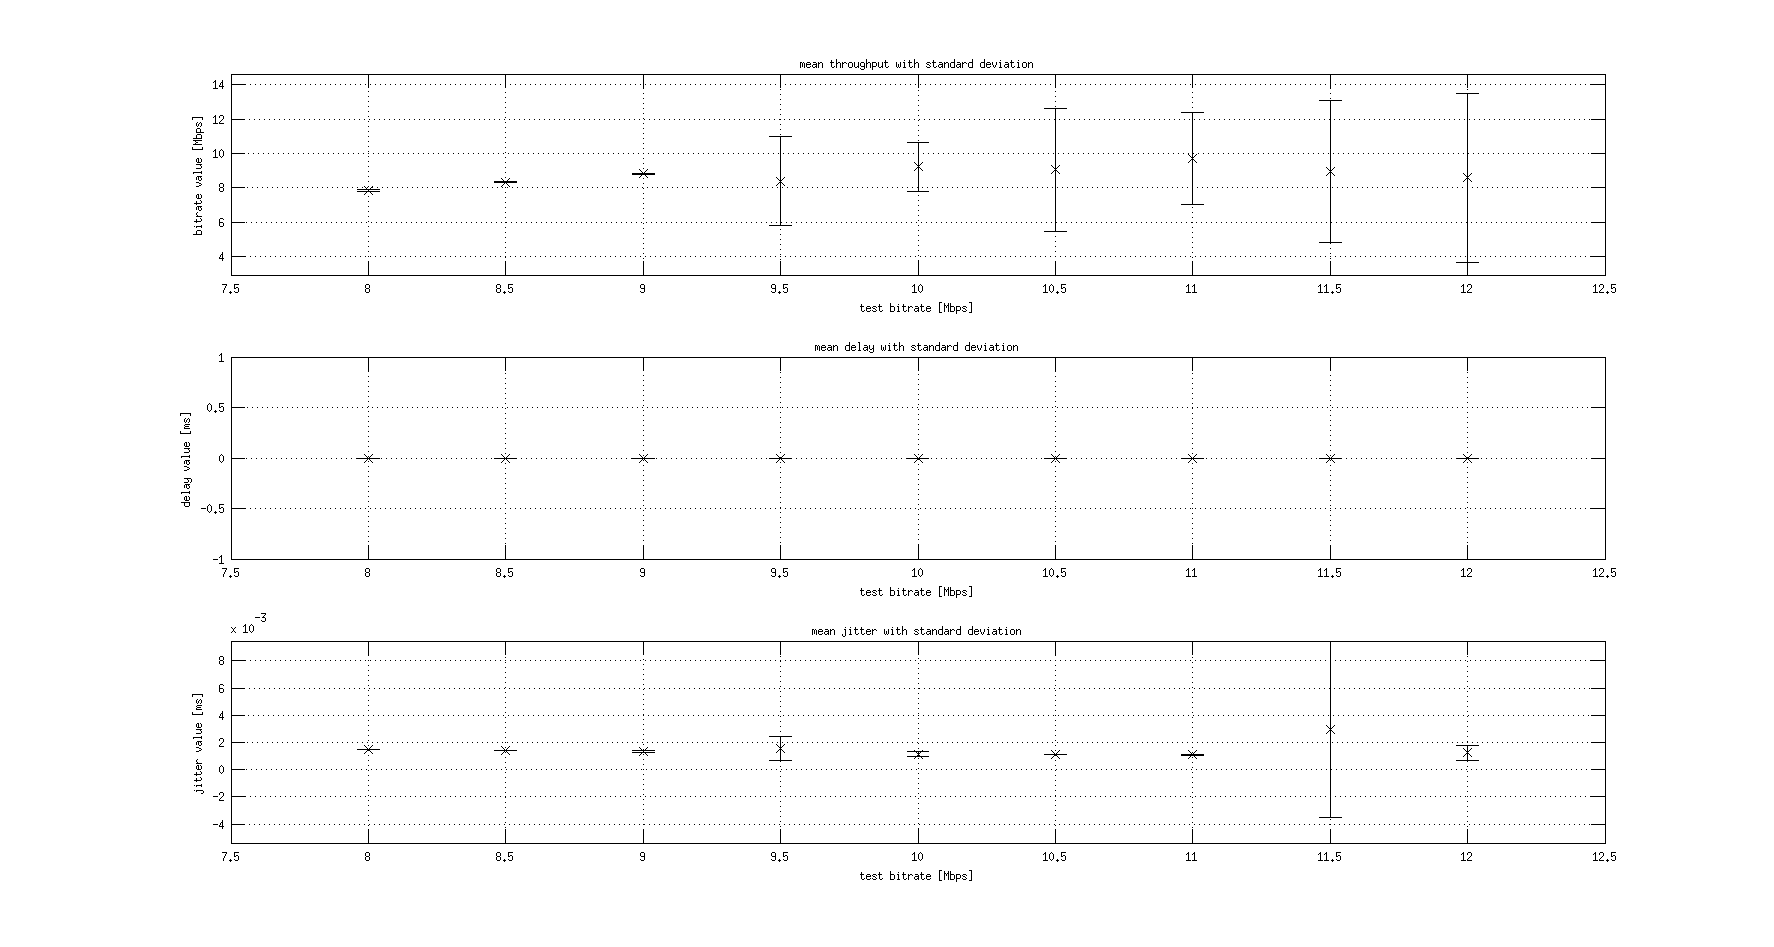 mean throughput with standard deviation
14
12
10
8
6
4
bitrate value [Mbps]
7.5 8 8.5 9 9.5 10 10.5 11 11.5 12 12.5
test bitrate [Mbps]
mean delay with standard deviation
1
0.5
0
-0.5
-1
delay value [ms]
7.5 8 8.5 9 9.5 10 10.5 11 11.5 12 12.5
test bitrate [Mbps]
x 10^-3
mean jitter with standard deviation
8
6
4
2
0
-2
-4
jitter value [ms]
7.5 8 8.5 9 9.5 10 10.5 11 11.5 12 12.5
test bitrate [Mbps]